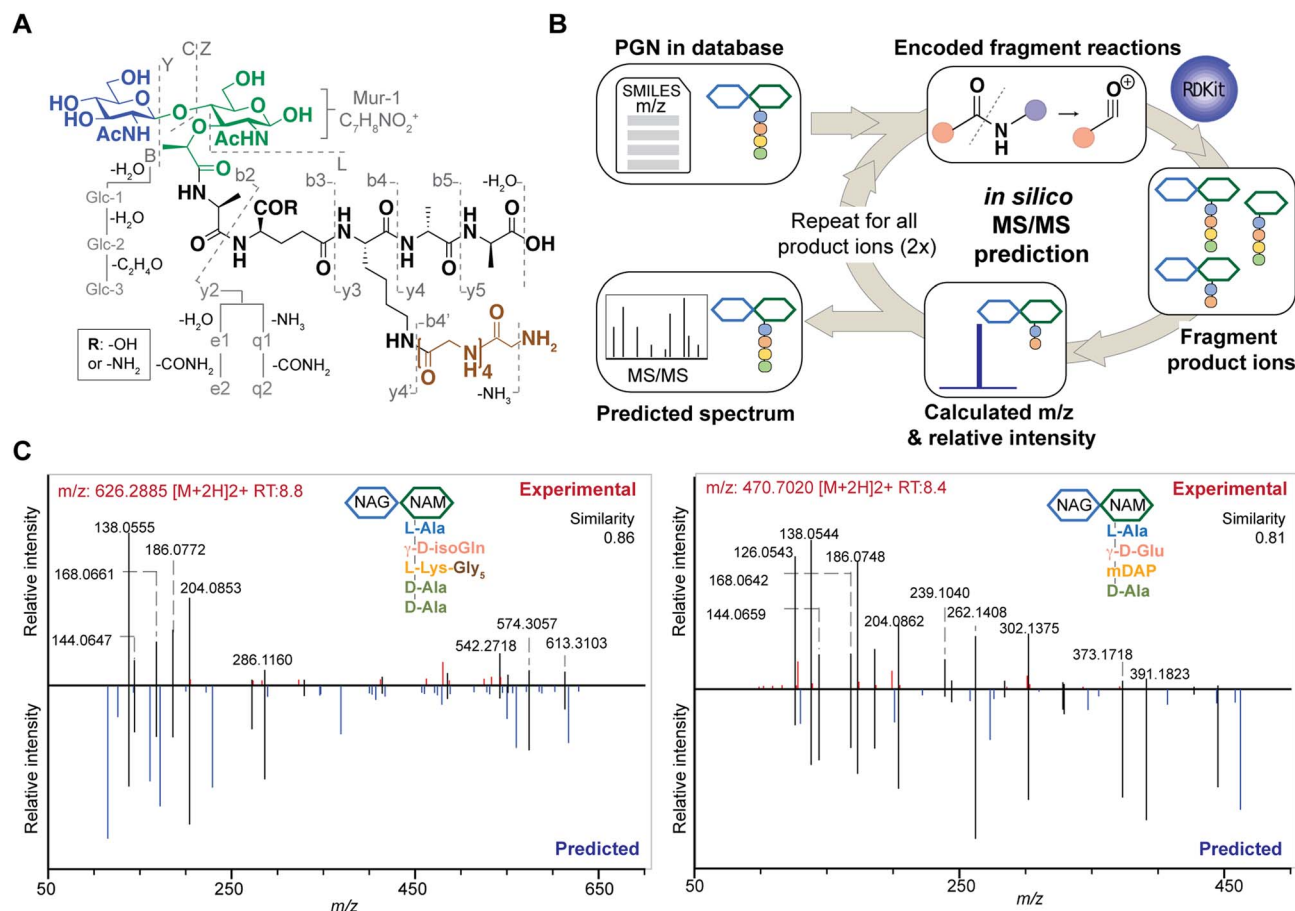 A
C
Z
Y
OH
OH
HO
HO
O
O
O
OH
AcHN
AcHN
O
Mur-1
C7H8NO2+
B
-H2O
L
O
Glc-1
-H2O
Glc-2
-C2H4O
Glc-3
HN
b2
COR
b3
b4
b5
-H2O
O
N
H
H
N
O
N
H
O
H
N
O
O
OH
y2
y3
y4
y5
-H2O
-NH3
e1
q1
R: -OH
or -NH2
-CONH2
-CONH2
e2
q2
HN
-b4'
O
N
H
4
O
NH2
y4'
-NH3
B
PGN in database
SMILES
m/z
Encoded fragment reactions
O
N
H
O
+
RDKit
in silico
MS/MS
prediction
Repeat for all
product ions (2x)
Fragment
product ions
MS/MS
Predicted spectrum
Calculated m/z
& relative intensity
C
m/z: 626.2885 [M+2H]2+ RT:8.8
Experimental
NAG
NAM
Similarity
0.86
L-Ala
γ-D-isoGln
L-Lys-Gly5
D-Ala
D-Ala
138.0555
186.0772
168.0661
204.0853
144.0647
286.1160
542.2718
574.3057
613.3103
Relative intensity
Relative intensity
Predicted
50
250
450
650
m/z
m/z: 470.7020 [M+2H]2+ RT:8.4
Experimental
NAG
NAM
Similarity
0.81
L-Ala
γ-D-Glu
mDAP
D-Ala
138.0544
126.0543
186.0748
168.0642
144.0659
204.0862
239.1040
262.1408
302.1375
373.1718
391.1823
Relative intensity
Relative intensity
Predicted
50
250
450
m/z